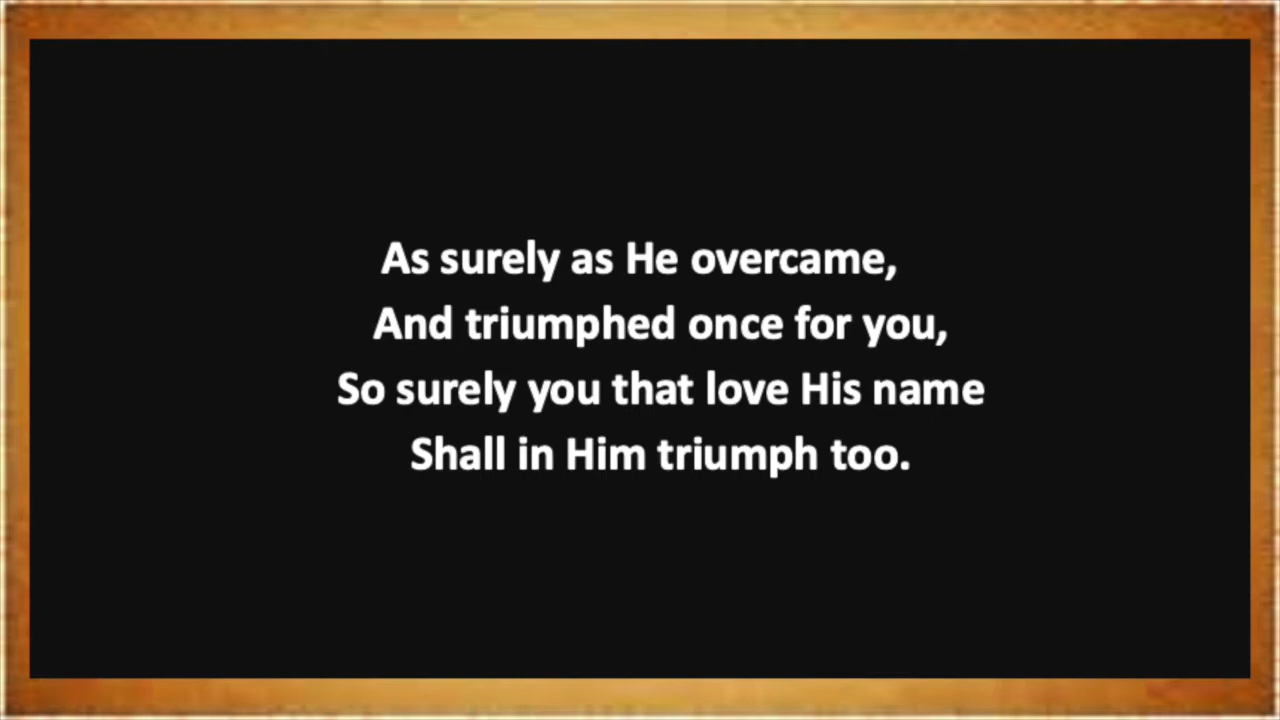 As surely as He overcame,
And triumphed once for you,
So surely you that love His name
Shall in Him triumph too.